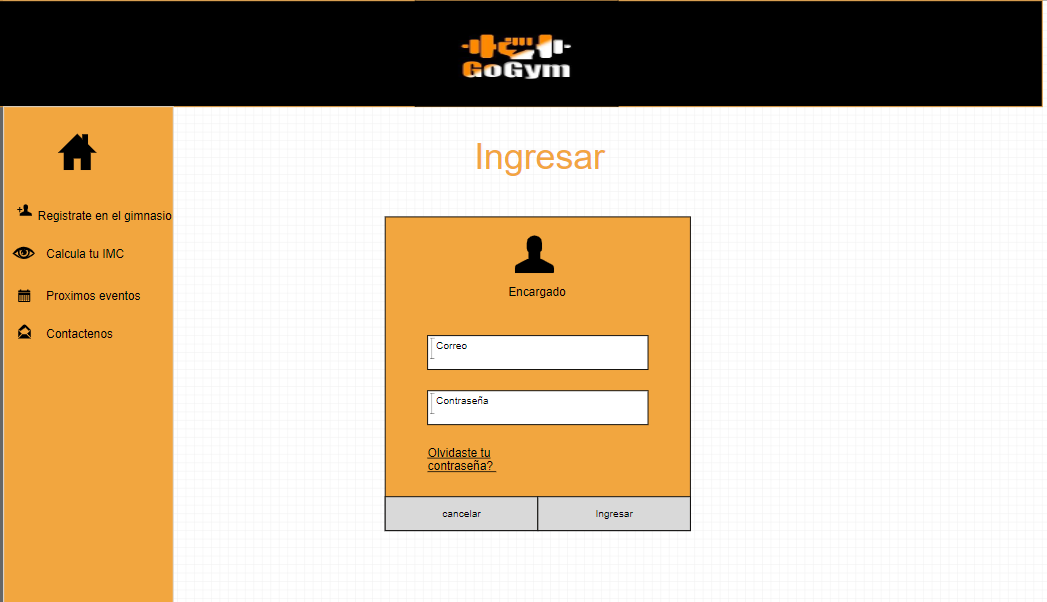 GoGym
Ingresar
Registrate en el gimnasio
Calcula tu IMC
Proximos eventos
Contactenos
Encargado
Correo
Contraseña
Olvidaste tu
contraseña?
cancelar
Ingresar